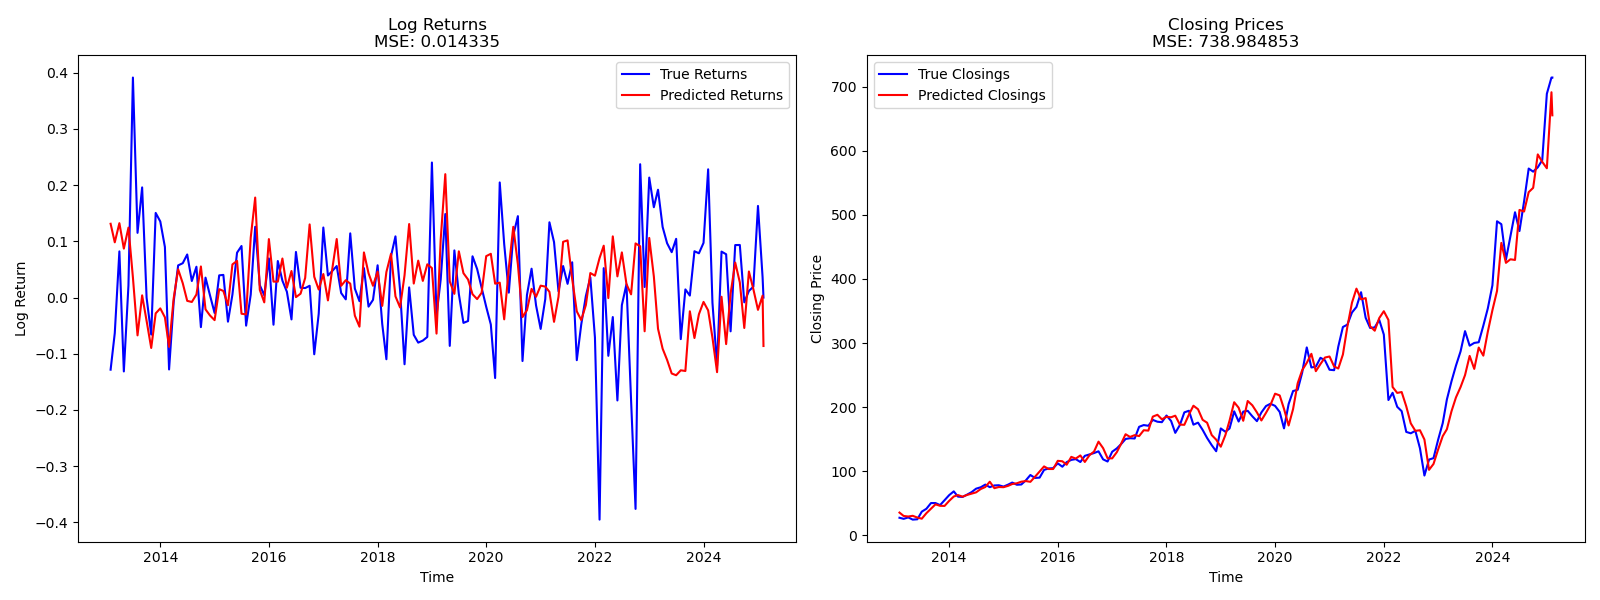 Log Returns
MSE: 0.014335
True Returns
Predicted Returns
0.4
0.3
0.2
0.1
0.0
−0.1
−0.2
−0.3
−0.4
Log Return
2014
2016
2018
2020
2022
2024
Time
Closing Prices
MSE: 738.984853
True Closings
Predicted Closings
700
600
500
400
300
200
100
0
Closing Price
2014
2016
2018
2020
2022
2024
Time